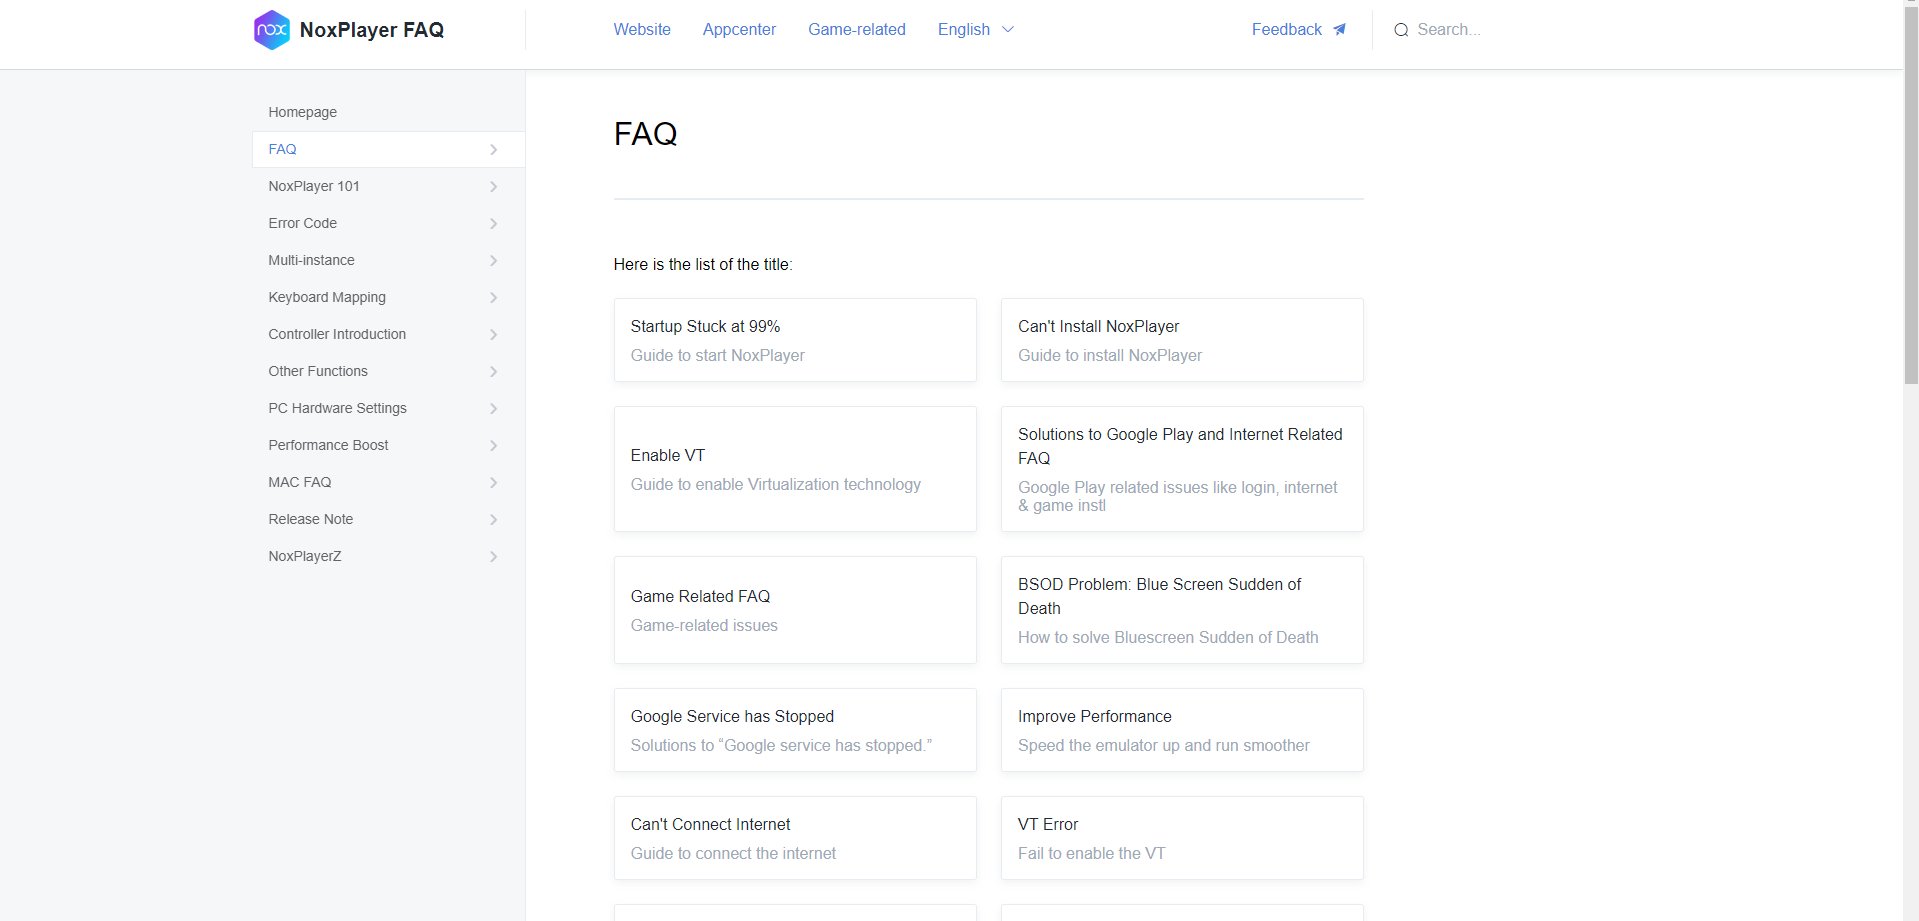 nox NoxPlayer FAQ
Website Appcenter Game-related English Feedback Search...
Homepage
FAQ
NoxPlayer 101
Error Code
Multi-instance
Keyboard Mapping
Controller Introduction
Other Functions
PC Hardware Settings
Performance Boost
MAC FAQ
Release Note
NoxPlayerZ
FAQ
Here is the list of the title:
Startup Stuck at 99%
Guide to start NoxPlayer
Can't Install NoxPlayer
Guide to install NoxPlayer
Enable VT
Guide to enable Virtualization technology
Solutions to Google Play and Internet Related
FAQ
Google Play related issues like login, internet
& game instl
Game Related FAQ
Game-related issues
BSOD Problem: Blue Screen Sudden of
Death
How to solve Bluescreen Sudden of Death
Google Service has Stopped
Solutions to “Google service has stopped.”
Improve Performance
Speed the emulator up and run smoother
Can't Connect Internet
Guide to connect the internet
VT Error
Fail to enable the VT